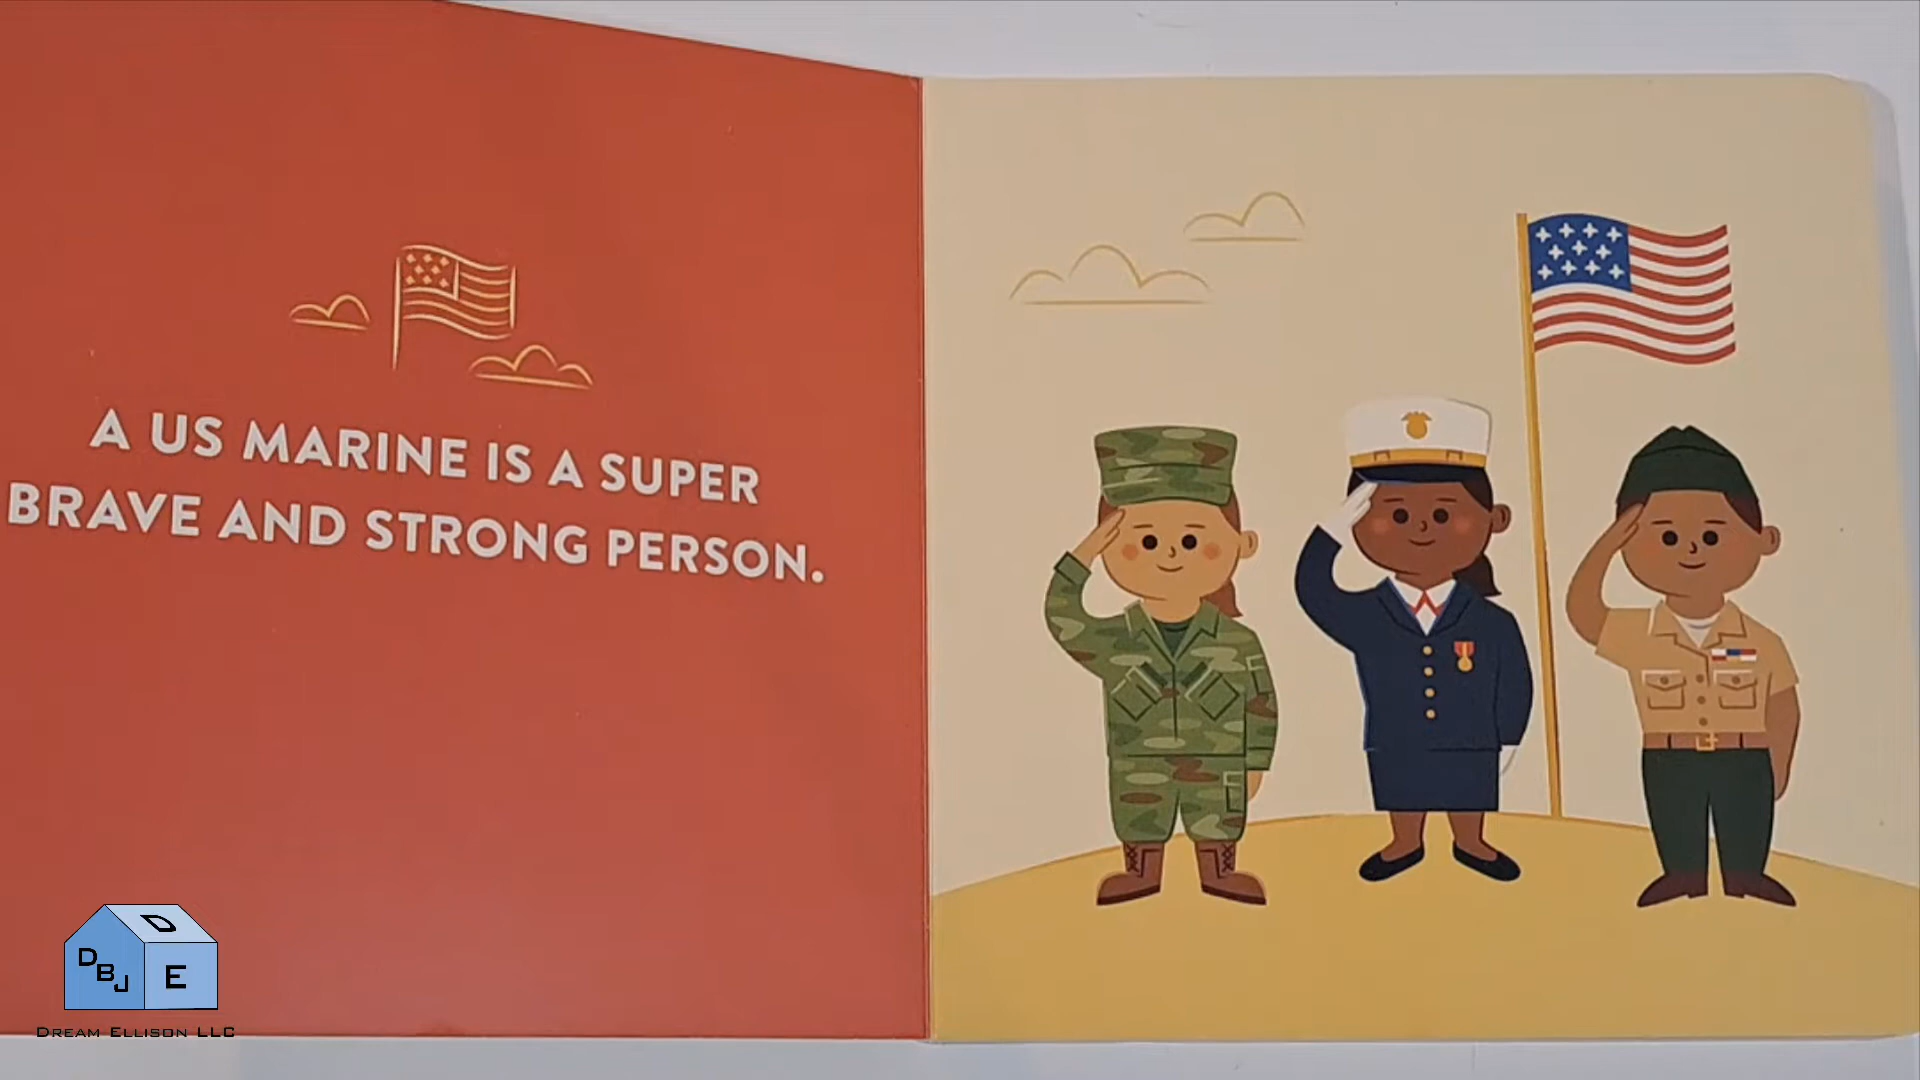 A US MARINE IS A SUPER
BRAVE AND STRONG PERSON.
D
DBJ
E
DREAM ELLISON LLC